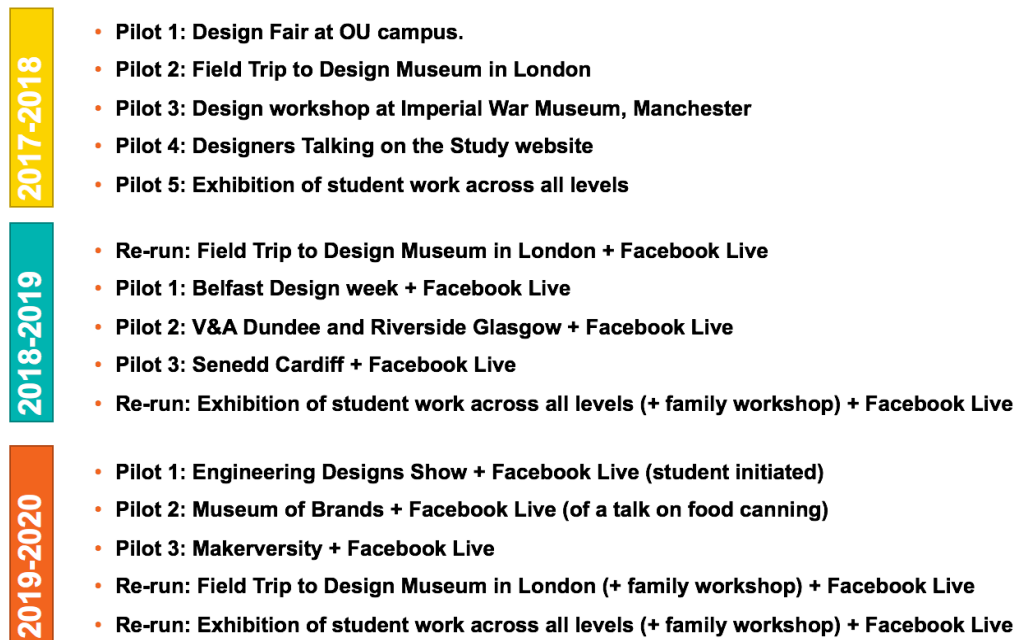 2017-2018
• Pilot 1: Design Fair at OU campus.
• Pilot 2: Field Trip to Design Museum in London
• Pilot 3: Design workshop at Imperial War Museum, Manchester
• Pilot 4: Designers Talking on the Study website
• Pilot 5: Exhibition of student work across all levels
2018-2019
• Re-run: Field Trip to Design Museum in London + Facebook Live
• Pilot 1: Belfast Design week + Facebook Live
• Pilot 2: V&A Dundee and Riverside Glasgow + Facebook Live
• Pilot 3: Senedd Cardiff + Facebook Live
• Re-run: Exhibition of student work across all levels (+ family workshop) + Facebook Live
2019-2020
• Pilot 1: Engineering Designs Show + Facebook Live (student initiated)
• Pilot 2: Museum of Brands + Facebook Live (of a talk on food canning)
• Pilot 3: Makerversity + Facebook Live
• Re-run: Field Trip to Design Museum in London (+ family workshop) + Facebook Live
• Re-run: Exhibition of student work across all levels (+ family workshop) + Facebook Live